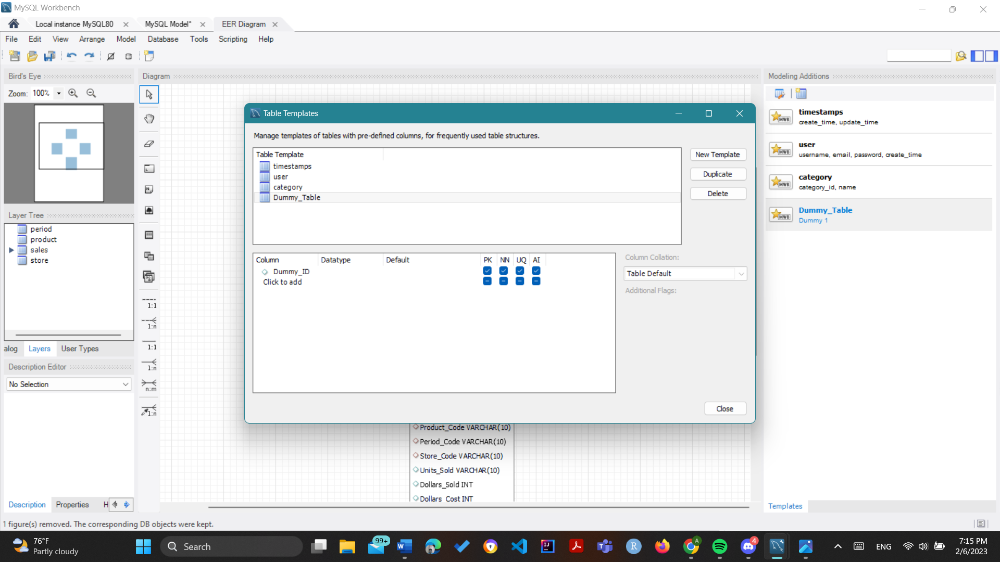 MySQL Workbench
Local instance MySQL80
MySQL Model*
EER Diagram
File Edit View Arrange Model Database Tools Scripting Help
Bird's Eye
Zoom: 100%
Layer Tree
period
product
sales
store
alog Layers User Types
Description Editor
No Selection
Description Properties H
Diagram
1:1
1:n
1:1
1:n
n:m
1:n
Table Templates
Manage templates of tables with pre-defined columns, for frequently used table structures.
Table Template
timestamps
user
category
Dummy_Table
New Template
Duplicate
Delete
Column Datatype Default PK NN UQ AI
Dummy_ID
Click to add
Column Collation:
Table Default
Additional Flags:
Close
Product_Code VARCHAR(10)
Period_Code VARCHAR(10)
Store_Code VARCHAR(10)
Units_Sold VARCHAR(10)
Dollars_Sold INT
Dollars_Cost INT
Modeling Additions
MWB
timestamps
create_time, update_time
MWB
user
username, email, password, create_time
MWB
category
category_id, name
MWB
Dummy_Table
Dummy 1
Templates
1 figure(s) removed. The corresponding DB objects were kept.
76°F
Partly cloudy
Search
99+
W
IJ
T
R
A
4
ENG
7:15 PM
2/6/2023